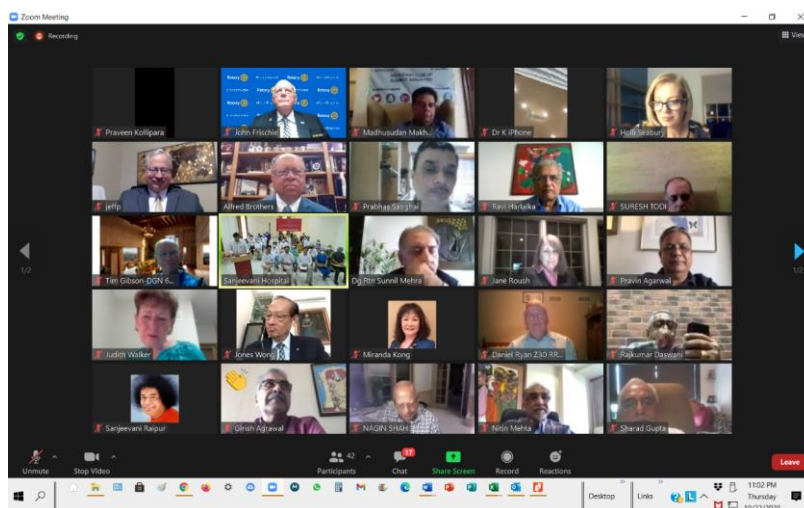 Zoom Meeting
Recording
View
Praveen Kollipara
John Frischie
Madhusudan Makh...
Dr K iPhone
Holli Seabury
jeffp
Alfred Brothers
Prabhas Sanghai
Ravi Harlalka
SURESH TODI
Tim Gibson-DGN 6...
Sanjeevani Hospital
Dg Rtn Sunnil Mehra
Jane Roush
Pravin Agarwal
1/2
1/2
Judith Walker
Jones Wong
Miranda Kong
Daniel Ryan Z30 RR...
Rajkumar Daswani
Sanjeevani Raipur
Girish Agrawal
NAGIN SHAH
Nitin Mehta
Sharad Gupta
Unmute
Stop Video
42
Participants
17
Chat
Share Screen
Record
Reactions
Leave
Desktop
Links
11:02 PM
Thursday